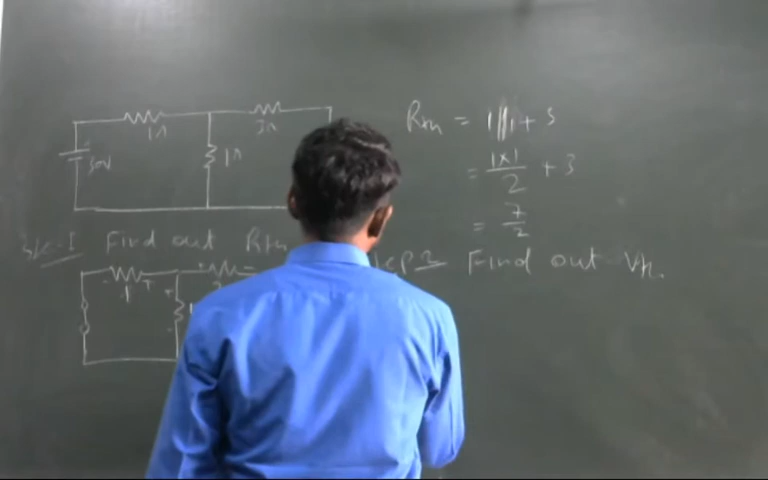 1Ω 3Ω
30V 1Ω
Rth = 1||1 + 3
= 1×1/2 + 3
= 7/2
Find out Rth
Find out Vth
1